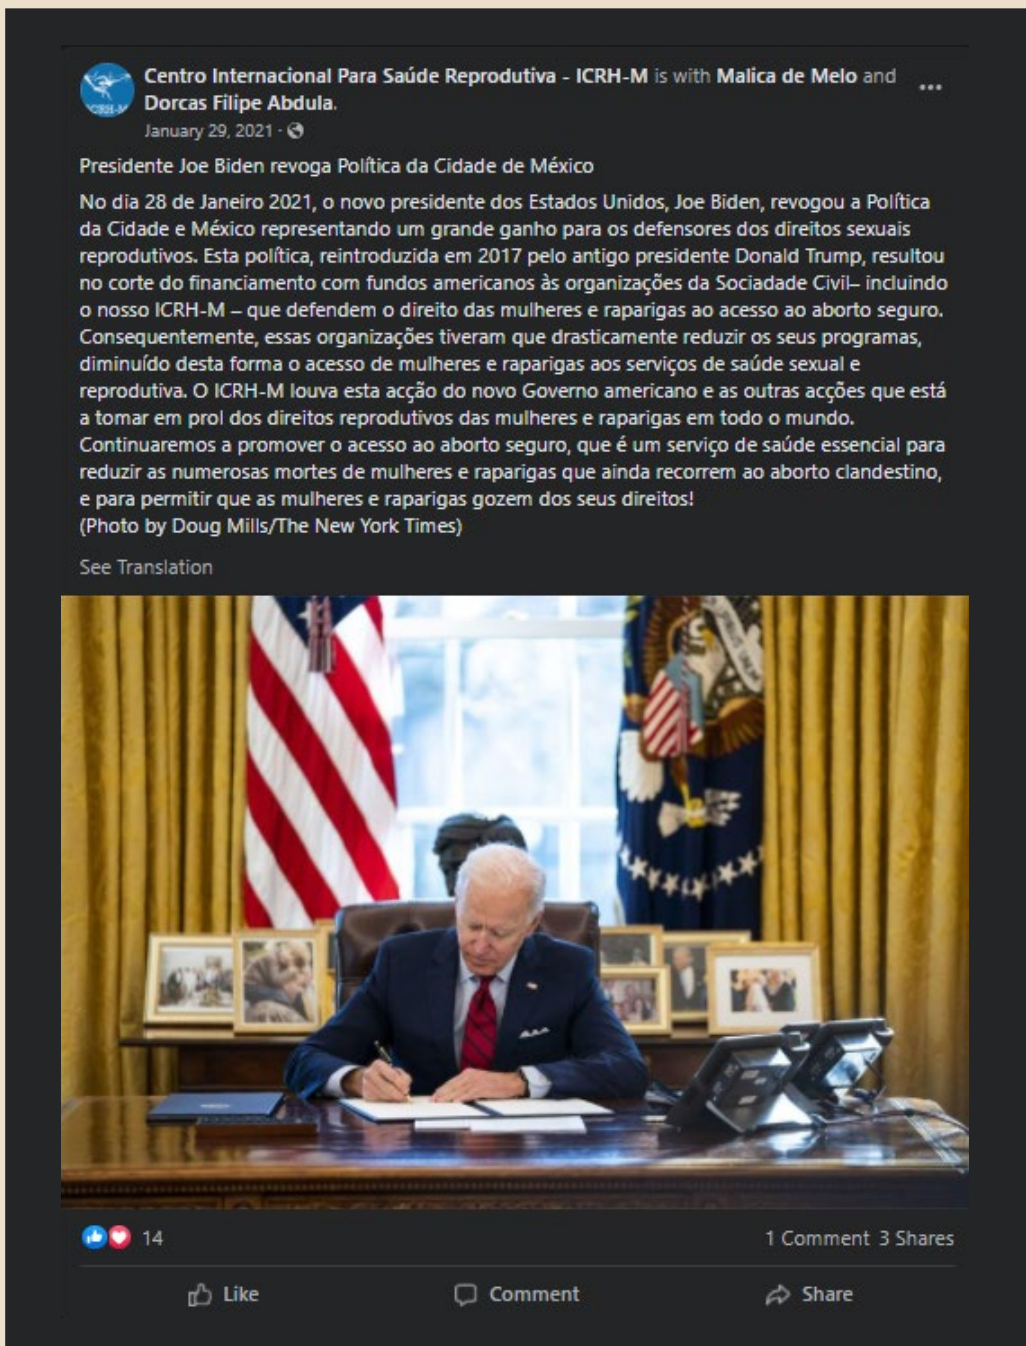 Centro Internacional Para Saúde Reprodutiva - ICRH-M is with Malica de Melo and
Dorcas Filipe Abdula.
January 29, 2021 ·
Presidente Joe Biden revoga Política da Cidade de México
No dia 28 de Janeiro 2021, o novo presidente dos Estados Unidos, Joe Biden, revogou a Política
da Cidade e México representando um grande ganho para os defensores dos direitos sexuais
reprodutivos. Esta política, reintroduzida em 2017 pelo antigo presidente Donald Trump, resultou
no corte do financiamento com fundos americanos às organizações da Sociadade Civil– incluindo
o nosso ICRH-M – que defendem o direito das mulheres e raparigas ao acesso ao aborto seguro.
Consequentemente, essas organizações tiveram que drasticamente reduzir os seus programas,
diminuído desta forma o acesso de mulheres e raparigas aos serviços de saúde sexual e
reprodutiva. O ICRH-M louva esta acção do novo Governo americano e as outras acções que está
a tomar em prol dos direitos reprodutivos das mulheres e raparigas em todo o mundo.
Continuaremos a promover o acesso ao aborto seguro, que é um serviço de saúde essencial para
reduzir as numerosas mortes de mulheres e raparigas que ainda recorrem ao aborto clandestino,
e para permitir que as mulheres e raparigas gozem dos seus direitos!
(Photo by Doug Mills/The New York Times)
See Translation
14
1 Comment 3 Shares
Like Comment Share